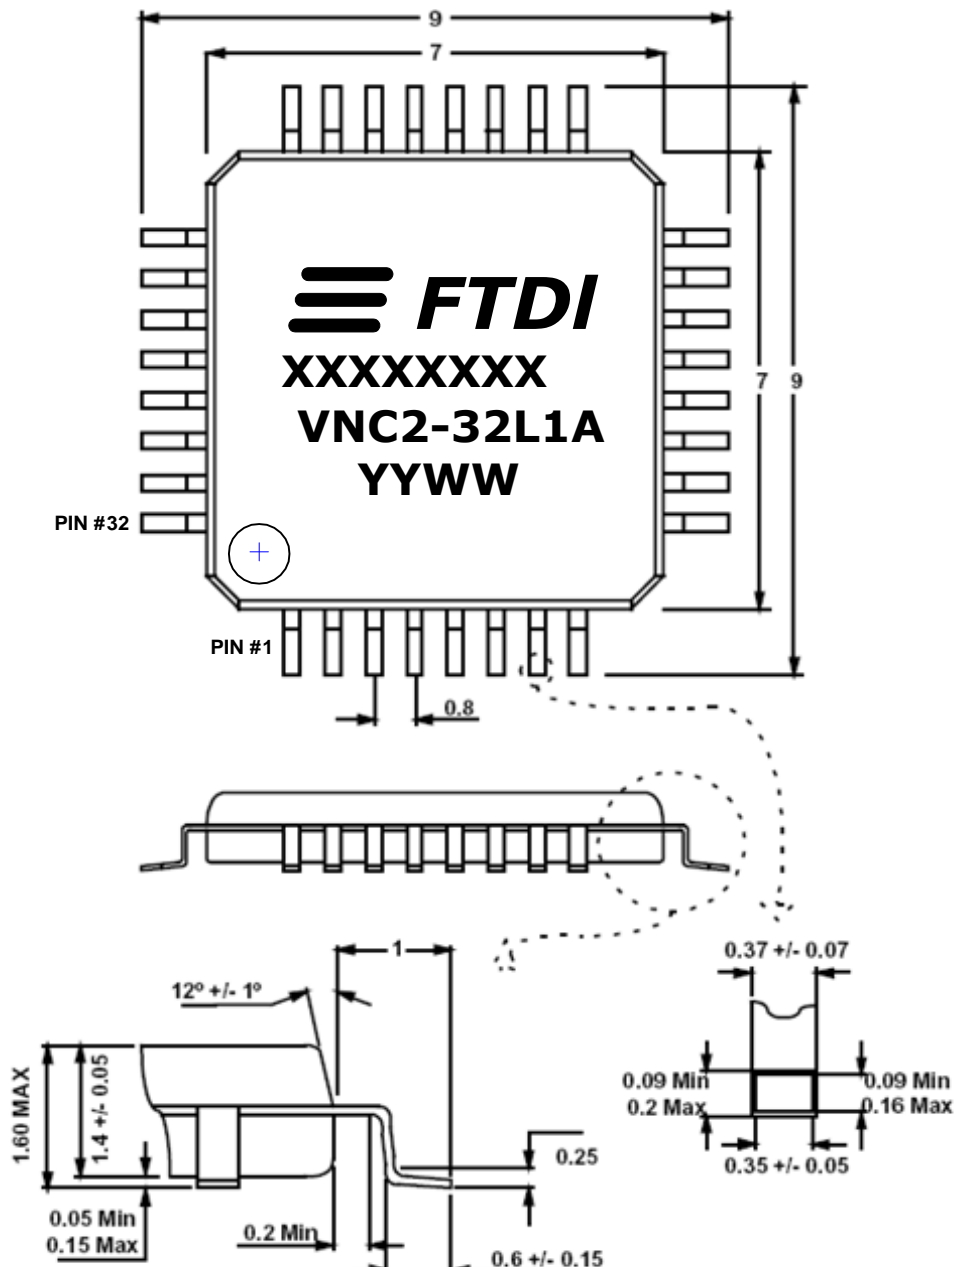 9
7
FTDI
XXXXXXXX
VNC2-32L1A
YYWW
7 9
PIN #32
PIN #1
0.8
1
12º +/- 1º
1.60 MAX
1.4 +/- 0.05
0.05 Min
0.15 Max
0.2 Min
0.25
0.6 +/- 0.15
0.37 +/- 0.07
0.09 Min
0.2 Max
0.09 Min
0.16 Max
0.35 +/- 0.05